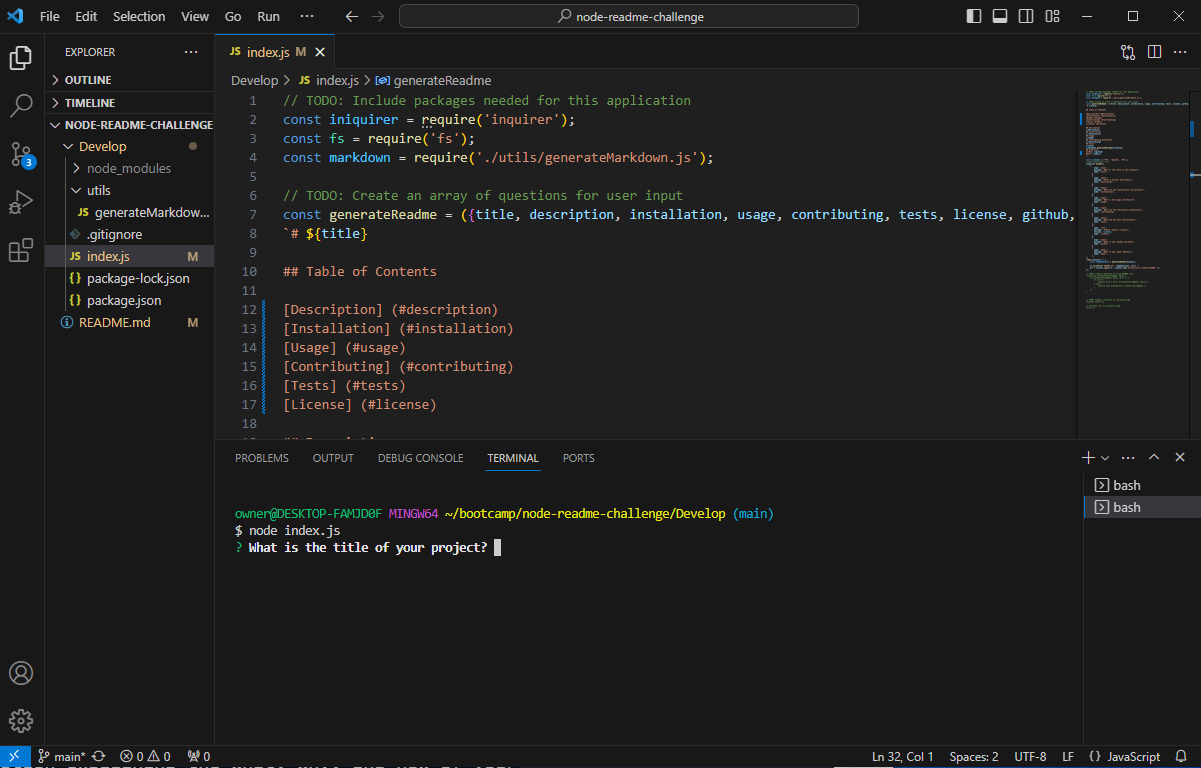 File Edit Selection View Go Run ··· node-readme-challenge
EXPLORER ···
OUTLINE
TIMELINE
NODE-README-CHALLENGE
Develop
node_modules
utils
JS generateMarkdow...
.gitignore
JS index.js M
{} package-lock.json
{} package.json
README.md M
3
JS index.js M
Develop > JS index.js > generateReadme
1 // TODO: Include packages needed for this application
2 const iniquirer = require('inquirer');
3 const fs = require('fs');
4 const markdown = require('./utils/generateMarkdown.js');
5
6 // TODO: Create an array of questions for user input
7 const generateReadme = ({title, description, installation, usage, contributing, tests, license, github,
8 `# ${title}
9
10 ## Table of Contents
11
12 [Description] (#description)
13 [Installation] (#installation)
14 [Usage] (#usage)
15 [Contributing] (#contributing)
16 [Tests] (#tests)
17 [License] (#license)
18
PROBLEMS OUTPUT DEBUG CONSOLE TERMINAL PORTS
bash
bash
owner@DESKTOP-FAMJD0F MINGW64 ~/bootcamp/node-readme-challenge/Develop (main)
$ node index.js
? What is the title of your project?
main* 0 0 0 Ln 32, Col 1 Spaces: 2 UTF-8 LF {} JavaScript